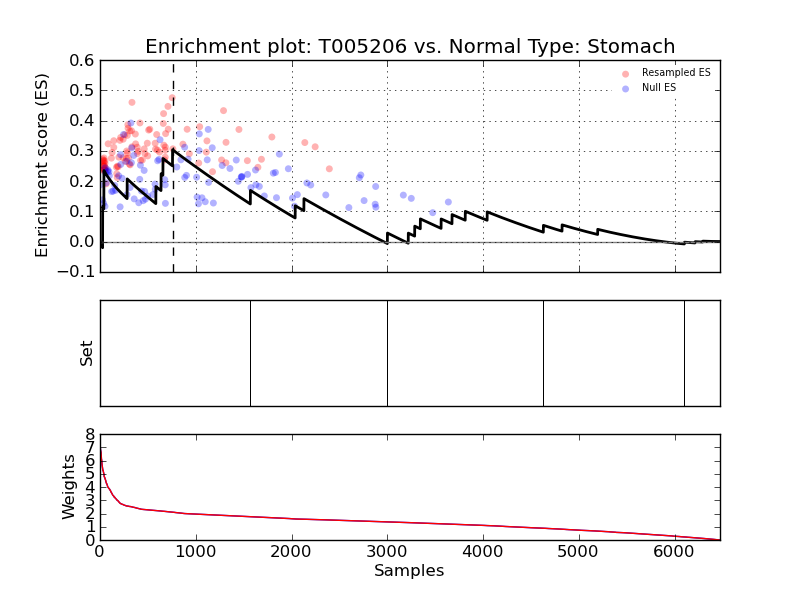 Enrichment plot: T005206 vs. Normal Type: Stomach
Enrichment score (ES)
0.6
0.5
0.4
0.3
0.2
0.1
0.0
−0.1
Resampled ES
Null ES
Set
Weights
8
7
6
5
4
3
2
1
0
0 1000 2000 3000 4000 5000 6000
Samples